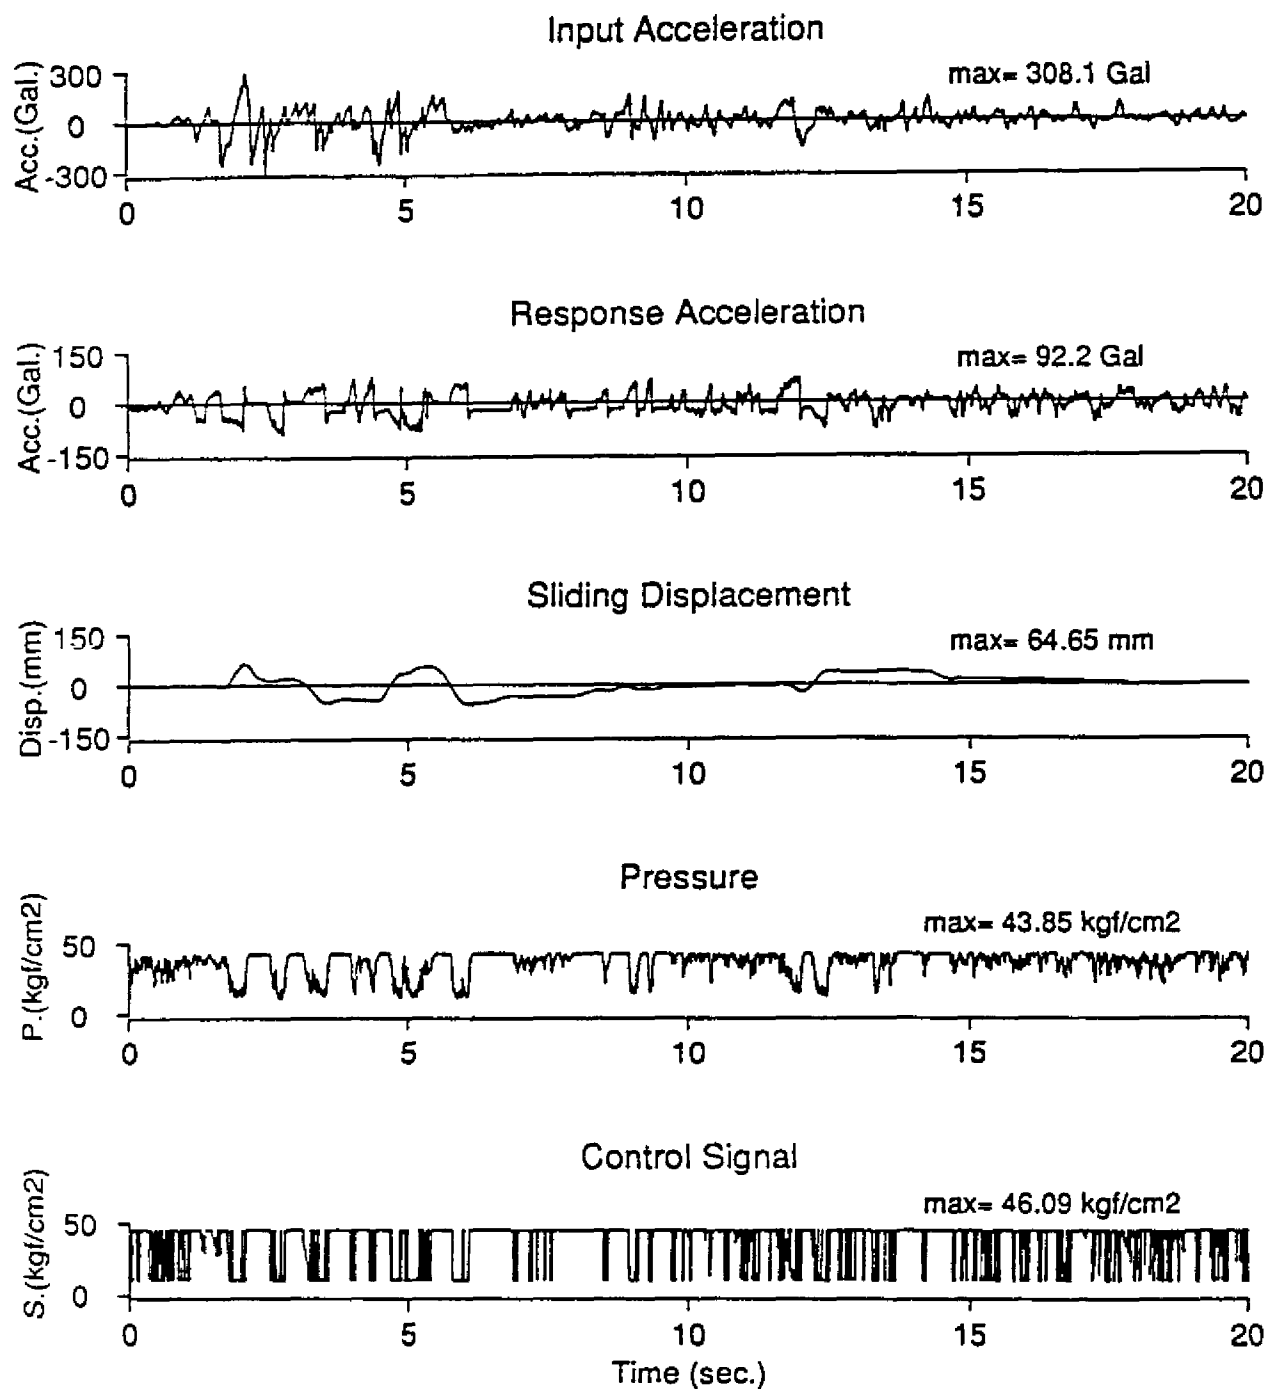 Input Acceleration
max= 308.1 Gal
Acc.(Gal.)
300
0
-300
0 5 10 15 20
Response Acceleration
max= 92.2 Gal
Acc.(Gal.)
150
0
-150
0 5 10 15 20
Sliding Displacement
max= 64.65 mm
Disp.(mm)
150
0
-150
0 5 10 15 20
Pressure
max= 43.85 kgf/cm2
P.(kgf/cm2)
50
0
0 5 10 15 20
Control Signal
max= 46.09 kgf/cm2
S.(kgf/cm2)
50
0
0 5 10 15 20
Time (sec.)